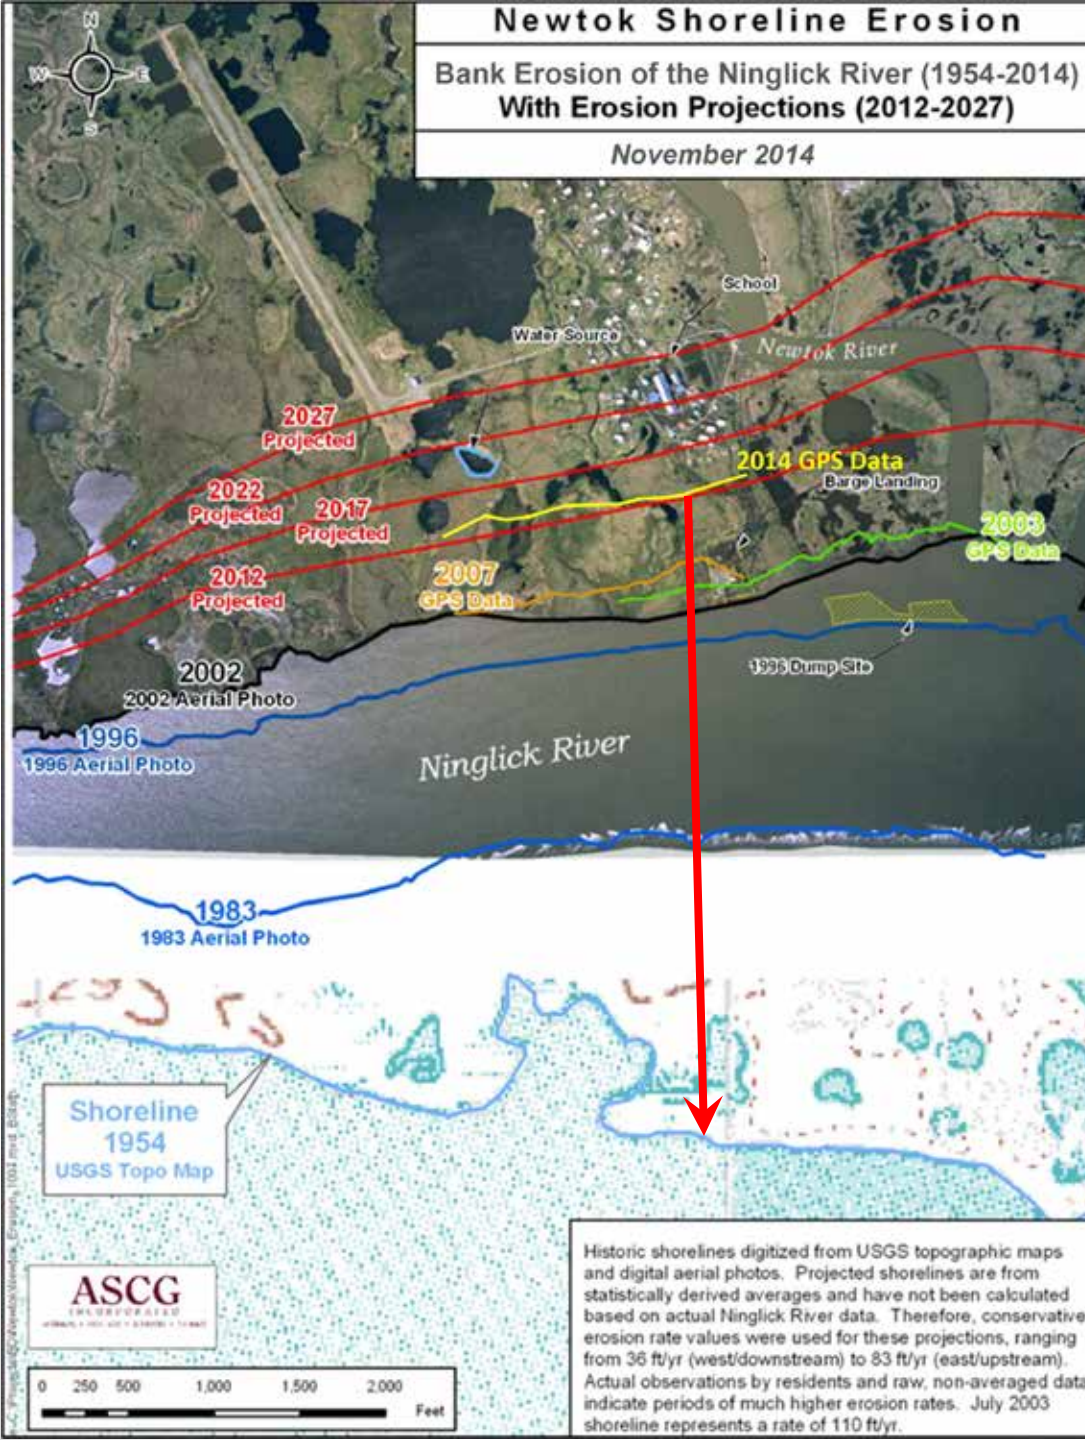 Newtok Shoreline Erosion
Bank Erosion of the Ninglick River (1954-2014)
With Erosion Projections (2012-2027)
November 2014
N
W
E
S
School
Water Source
Newtok River
2027
Projected
2014 GPS Data
Barge Landing
2022
Projected
2017
Projected
2003
GPS Data
2012
Projected
2007
GPS Data
2002
2002 Aerial Photo
1996 Dump Site
1996
1996 Aerial Photo
Ninglick River
1983
1983 Aerial Photo
Shoreline
1954
USGS Topo Map
ASCG
INCORPORATED
0 250 500 1,000 1,500 2,000
Feet
Historic shorelines digitized from USGS topographic maps
and digital aerial photos. Projected shorelines are from
statistically derived averages and have not been calculated
based on actual Ninglick River data. Therefore, conservative
erosion rate values were used for these projections, ranging
from 36 ft/yr (west/downstream) to 83 ft/yr (east/upstream).
Actual observations by residents and raw, non-averaged data
indicate periods of much higher erosion rates. July 2003
shoreline represents a rate of 110 ft/yr.